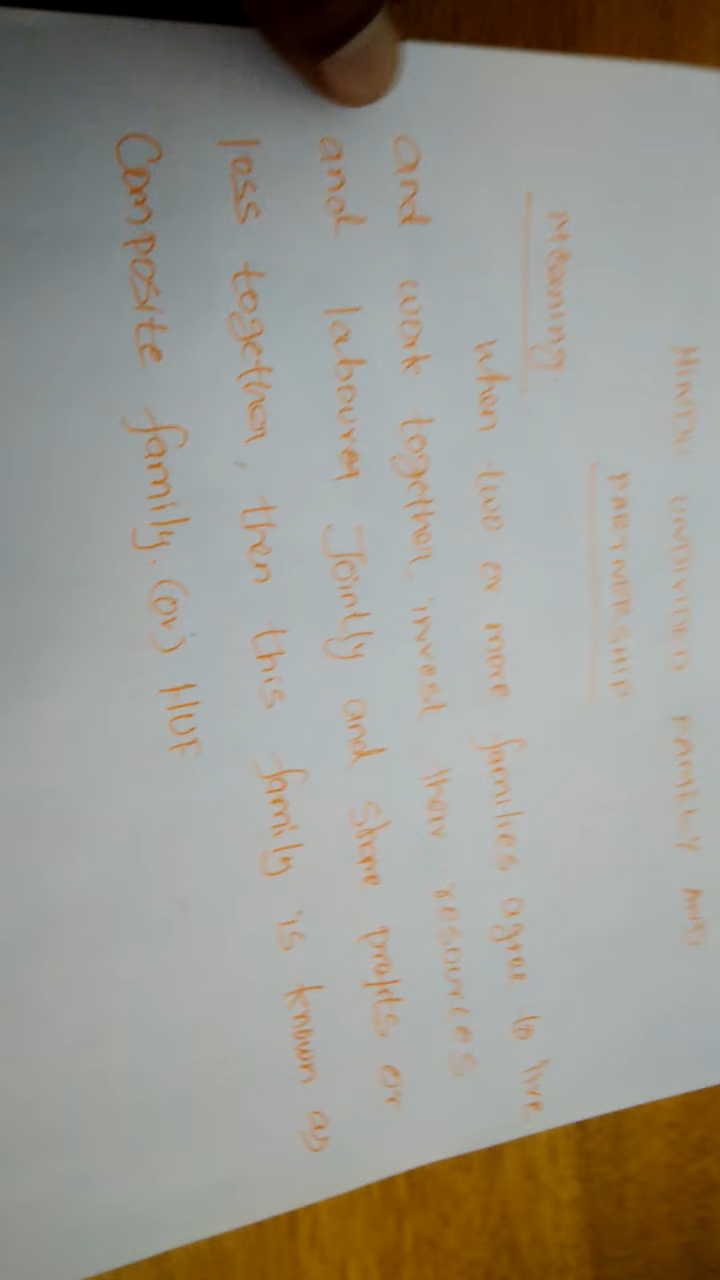 HINDU UNDIVIDED FAMILY AND
PARTNERSHIP
Meaning:
When two or more families agree to live
and work together, invest their resources
and labourer Jointly and share profits or
loss together, then this family is known as
Composite family. (or) HUF